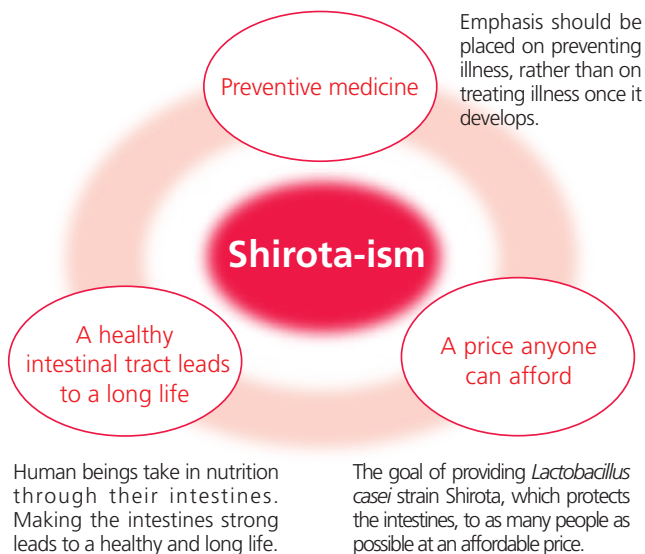 Preventive medicine
Emphasis should be
placed on preventing
illness, rather than on
treating illness once it
develops.
Shirota-ism
A healthy
intestinal tract leads
to a long life
A price anyone
can afford
Human beings take in nutrition
through their intestines.
Making the intestines strong
leads to a healthy and long life.
The goal of providing Lactobacillus
casei strain Shirota, which protects
the intestines, to as many people as
possible at an affordable price.